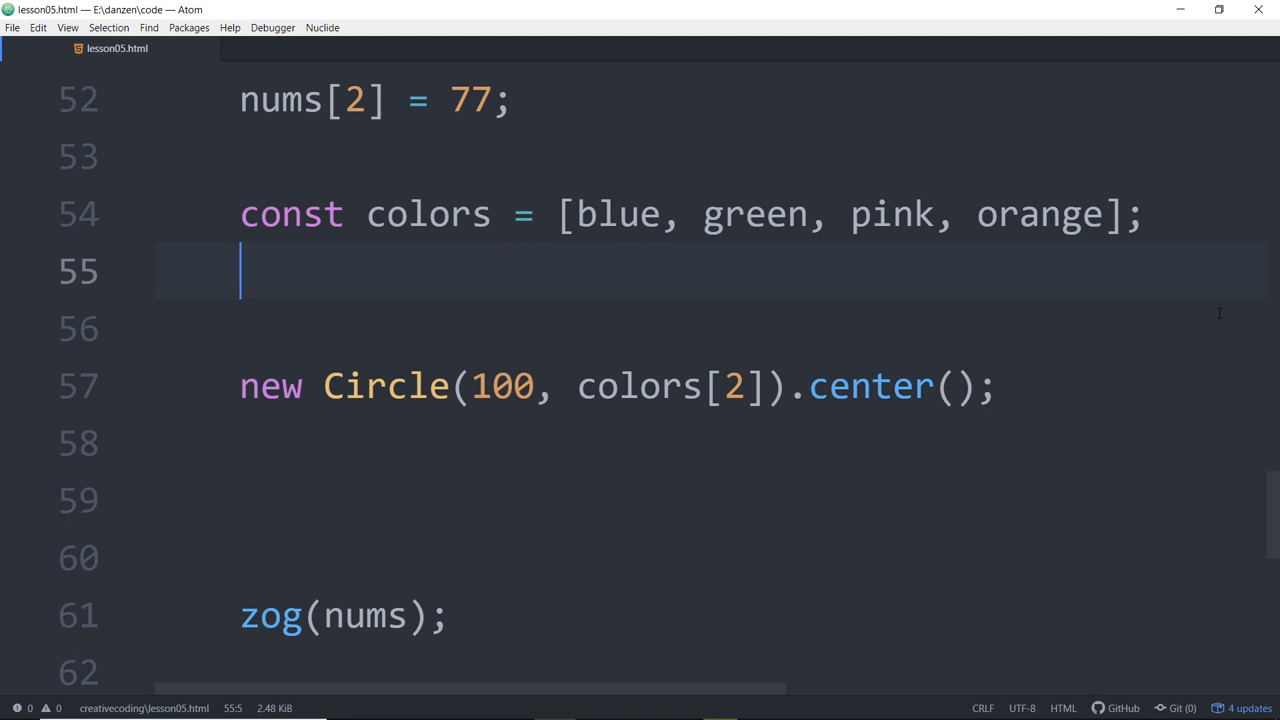 lesson05.html — E:\danzen\code — Atom
File Edit View Selection Find Packages Help Debugger Nuclide
lesson05.html
52 nums[2] = 77;
53
54 const colors = [blue, green, pink, orange];
55
56
57 new Circle(100, colors[2]).center();
58
59
60
61 zog(nums);
62
0 0 creativecoding\lesson05.html 55:5 2.48 KiB CRLF UTF-8 HTML GitHub Git (0) 4 updates